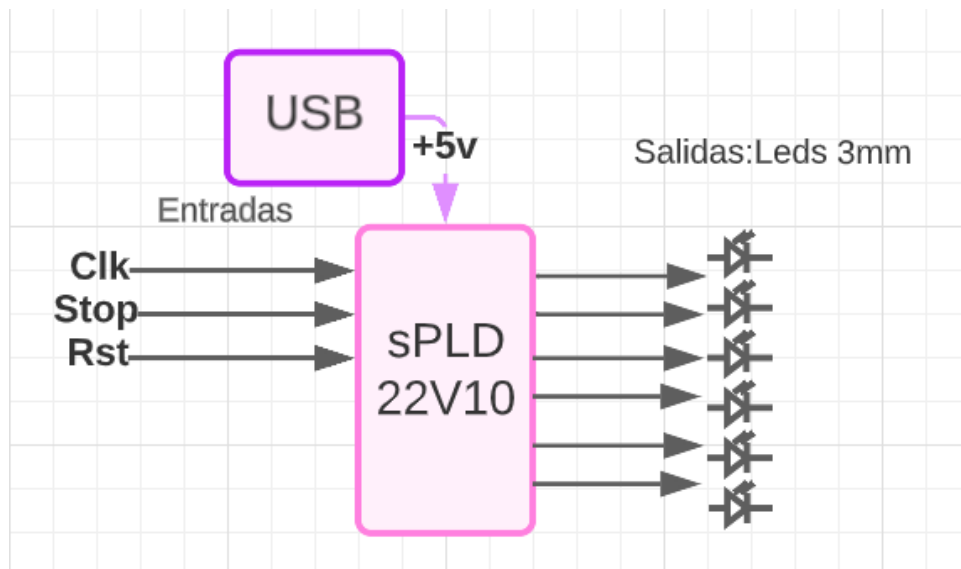 USB
+5v
Salidas:Leds 3mm
Entradas
Clk
Stop
Rst
sPLD
22V10